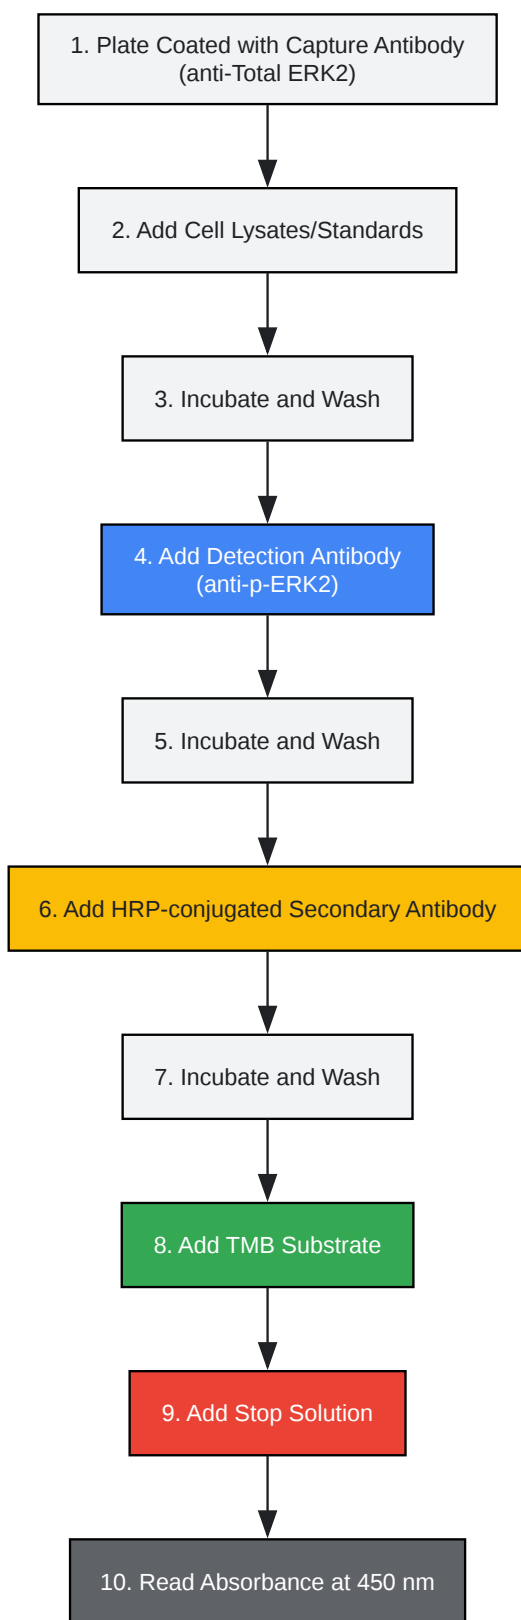 1. Plate Coated with Capture Antibody
(anti-Total ERK2)
2. Add Cell Lysates/Standards
3. Incubate and Wash
4. Add Detection Antibody
(anti-p-ERK2)
5. Incubate and Wash
6. Add HRP-conjugated Secondary Antibody
7. Incubate and Wash
8. Add TMB Substrate
9. Add Stop Solution
10. Read Absorbance at 450 nm